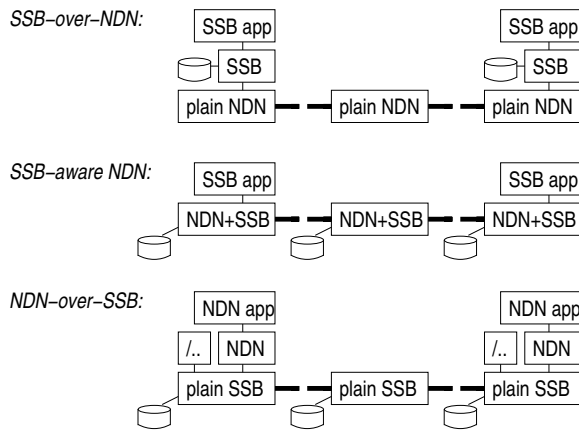 SSB–over–NDN:
SSB app SSB app
SSB SSB
plain NDN plain NDN plain NDN
SSB–aware NDN:
SSB app SSB app
NDN+SSB NDN+SSB NDN+SSB
NDN–over–SSB:
NDN app NDN app
/.. NDN /.. NDN
plain SSB plain SSB plain SSB